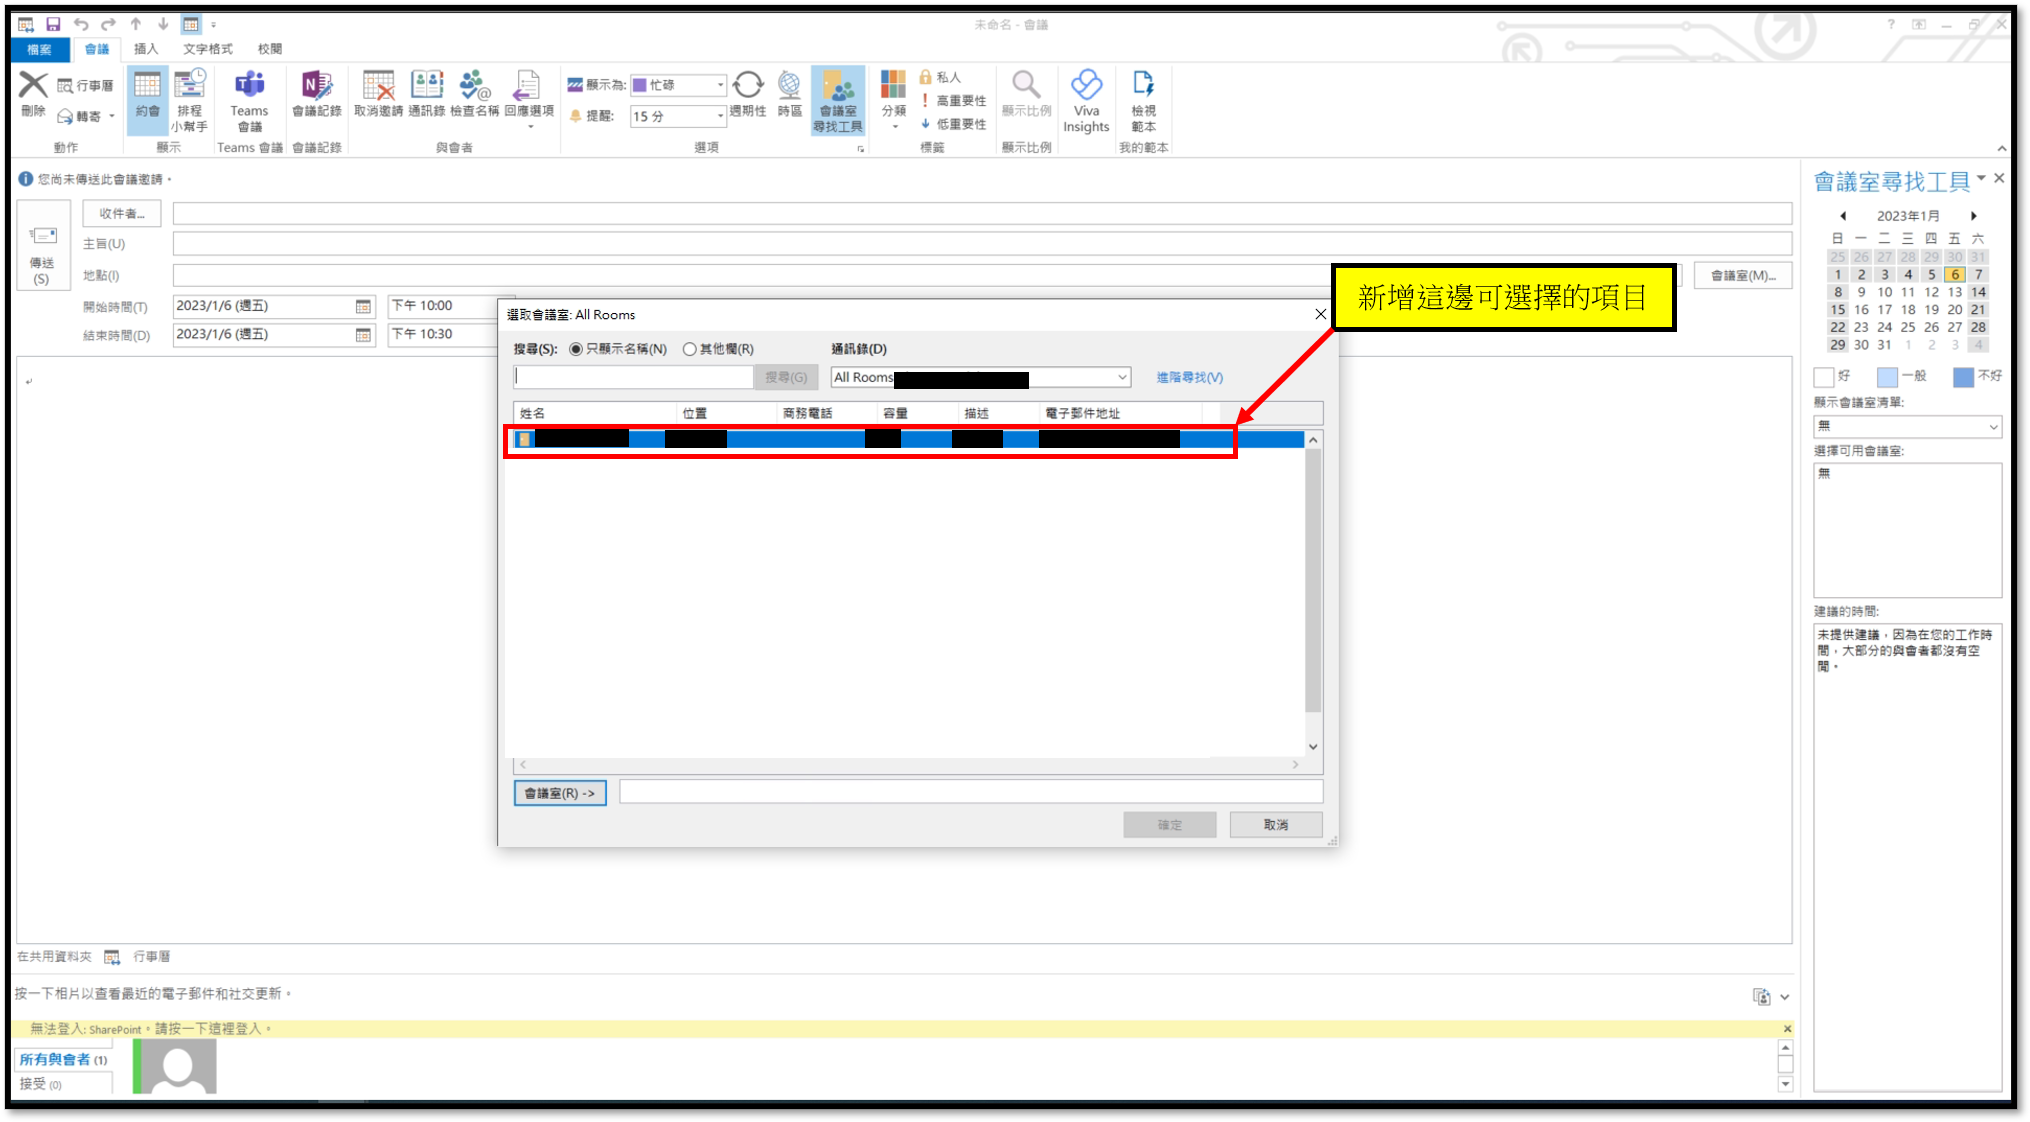 未命名 - 會議
?
檔案 會議 插入 文字格式 校閱
刪除 行事曆 轉寄
約會 排程小幫手
Teams 會議
會議記錄
取消邀請 通訊錄 檢查名稱 回應選項
顯示為: 忙碌
提醒: 15 分
週期性 時區
會議室尋找工具
分類
私人
高重要性
低重要性
顯示比例
Viva Insights
檢視範本
動作 顯示 Teams 會議 會議記錄 與會者 選項 標籤 顯示比例 我的範本
您尚未傳送此會議邀請。
傳送(S)
收件者...
主旨(U)
地點(I)
會議室(M)...
開始時間(T) 2023/1/6 (週五) 下午 10:00
結束時間(D) 2023/1/6 (週五) 下午 10:30
新增這邊可選擇的項目
選取會議室: All Rooms
搜尋(S): 只顯示名稱(N) 其他欄(R) 通訊錄(D)
搜尋(G) All Rooms 進階尋找(V)
姓名 位置 商務電話 容量 描述 電子郵件地址
會議室(R) ->
確定 取消
會議室尋找工具
2023年1月
日 一 二 三 四 五 六
25 26 27 28 29 30 31
1 2 3 4 5 6 7
8 9 10 11 12 13 14
15 16 17 18 19 20 21
22 23 24 25 26 27 28
29 30 31 1 2 3 4
好 一般 不好
顯示會議室清單:
無
選擇可用會議室:
無
建議的時間:
未提供建議，因為在您的工作時
間，大部分的與會者都沒有空
閒。
在共用資料夾 行事曆
按一下相片以查看最近的電子郵件和社交更新。
無法登入: SharePoint。請按一下這裡登入。
所有與會者 (1)
接受 (0)